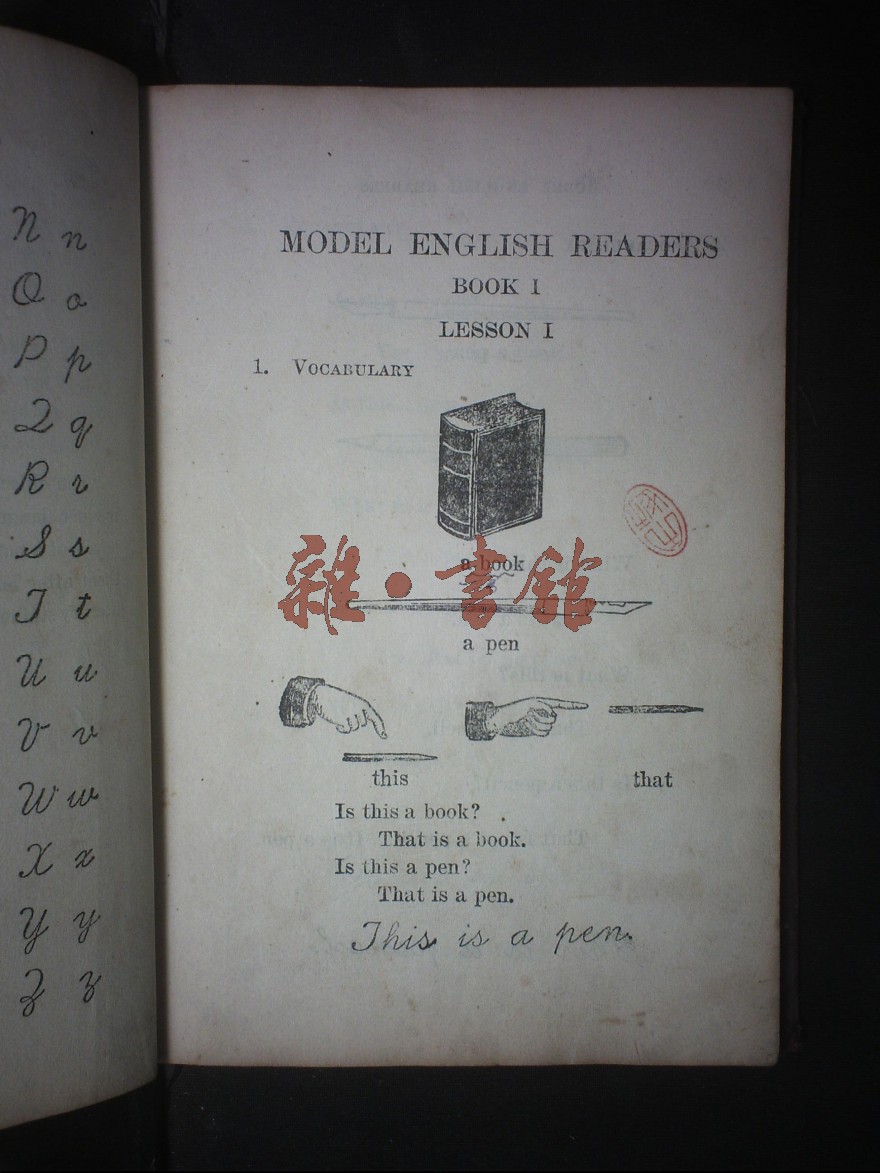 N n
O o
P p
Q q
R r
S s
T t
U u
V v
W w
X x
Y y
Z z
MODEL ENGLISH READERS
BOOK I
LESSON I
1. VOCABULARY
a book
雜·書館
a pen
this that
Is this a book?
That is a book.
Is this a pen?
That is a pen.
This is a pen.